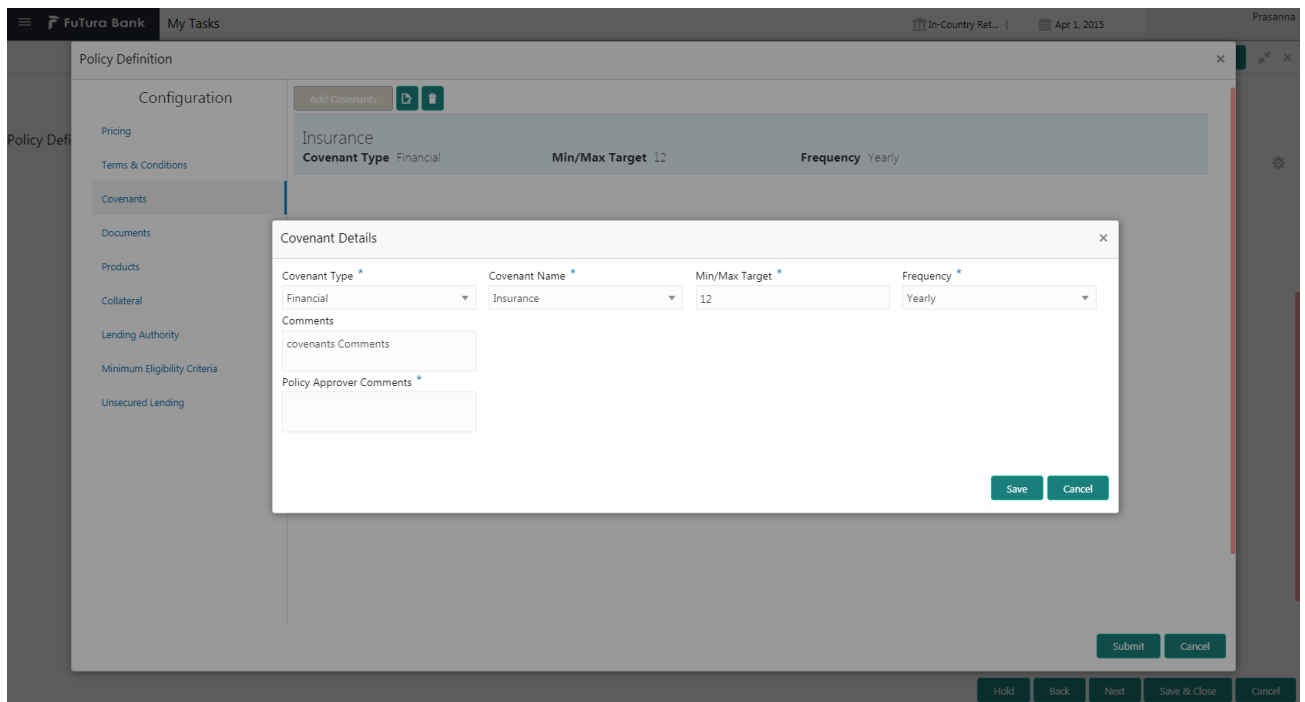 FuTura Bank My Tasks In-Country Ret... ( Apr 1, 2015 Prasanna
Policy Definition
Policy Defi
Configuration
Pricing
Terms & Conditions
Covenants
Documents
Products
Collateral
Lending Authority
Minimum Eligibility Criteria
Unsecured Lending
Add Covenants
Insurance
Covenant Type Financial Min/Max Target 12 Frequency Yearly
Covenant Details
Covenant Type * Covenant Name * Min/Max Target * Frequency *
Financial Insurance 12 Yearly
Comments
covenants Comments
Policy Approver Comments *
Save Cancel
Submit Cancel
Hold Back Next Save & Close Cancel